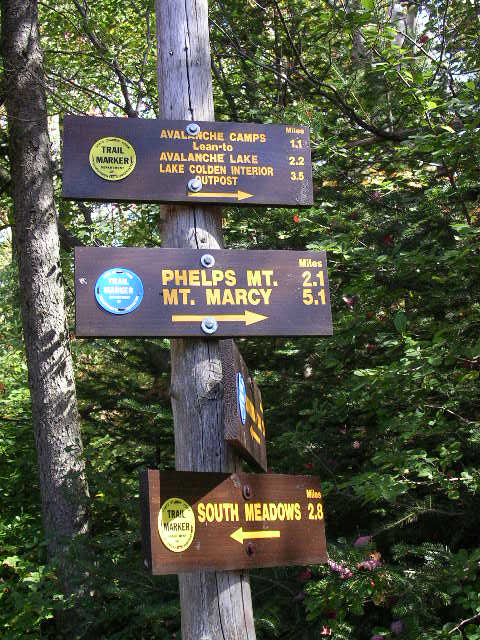 AVALANCHE CAMPS Miles
Lean-to 1.1
AVALANCHE LAKE 2.2
LAKE COLDEN INTERIOR
OUTPOST 3.5
TRAIL
MARKER
DEPARTMENT
PHELPS MT. Miles 2.1
MT. MARCY 5.1
TRAIL
MARKER
SOUTH MEADOWS Miles 2.8
TRAIL
MARKER